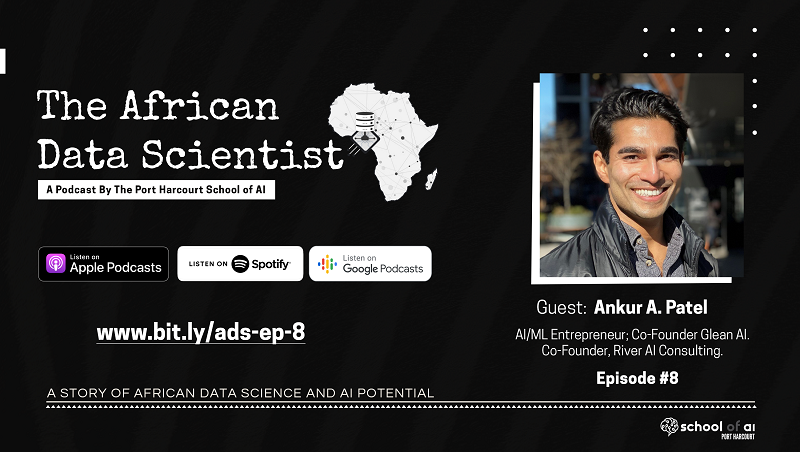 The African
Data Scientist
A Podcast By The Port Harcourt School of AI
Listen on
Apple Podcasts
LISTEN ON Spotify
Listen on
Google Podcasts
www.bit.ly/ads-ep-8
Guest: Ankur A. Patel
AI/ML Entrepreneur; Co-Founder Glean AI.
Co-Founder, River AI Consulting.
Episode #8
A STORY OF AFRICAN DATA SCIENCE AND AI POTENTIAL
school of ai
PORT HARCOURT